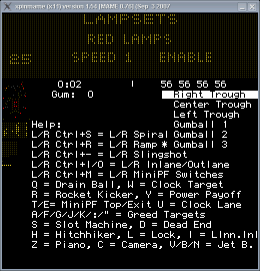 xpinmame (x11) version 1.54 [MAME 0.76] (Sep 3 2007
LAMPSETS
RED LAMPS
85 SPEED 1 ENABLE
0:02 I 56 56 56 56
Gum: 0 Right Trough
Center Trough
Left Trough
Help: Gumball 1
L/R Ctrl+S = L/R Spiral Gumball 2
L/R Ctrl+R = L/R Ramp * Gumball 3
L/R Ctrl+- = L/R Slingshot
L/R Ctrl+I/O = L/R Inlane/Outlane
L/R Ctrl+M = L/R MiniPF Switches
Q = Drain Ball, W = Clock Target
R = Rocket Kicker, Y = Power Payoff
T/E= MiniPF Top/Exit U = Clock Lane
A/F/G/J/K/:/" = Greed Targets
S = Slot Machine, D = Dead End
H = Hitchhiker, L = Lock, I = LInn.Inl
Z = Piano, C = Camera, V/B/N = Jet B.